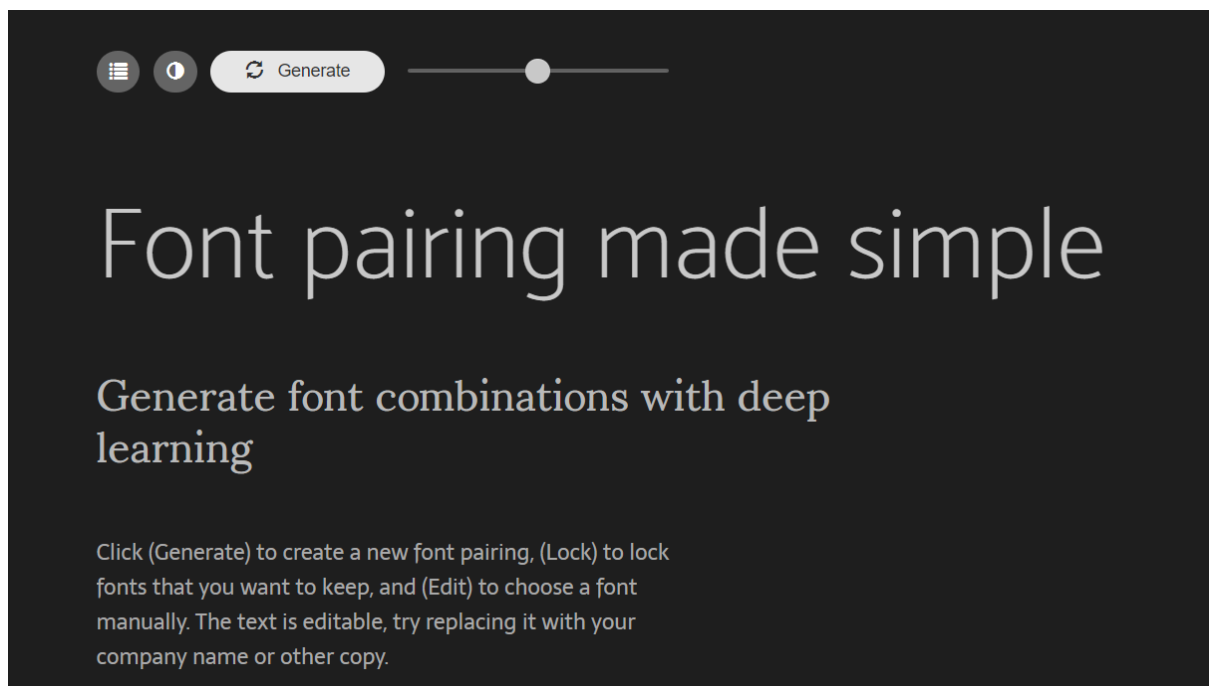 Generate
Font pairing made simple
Generate font combinations with deep
learning
Click (Generate) to create a new font pairing, (Lock) to lock
fonts that you want to keep, and (Edit) to choose a font
manually. The text is editable, try replacing it with your
company name or other copy.